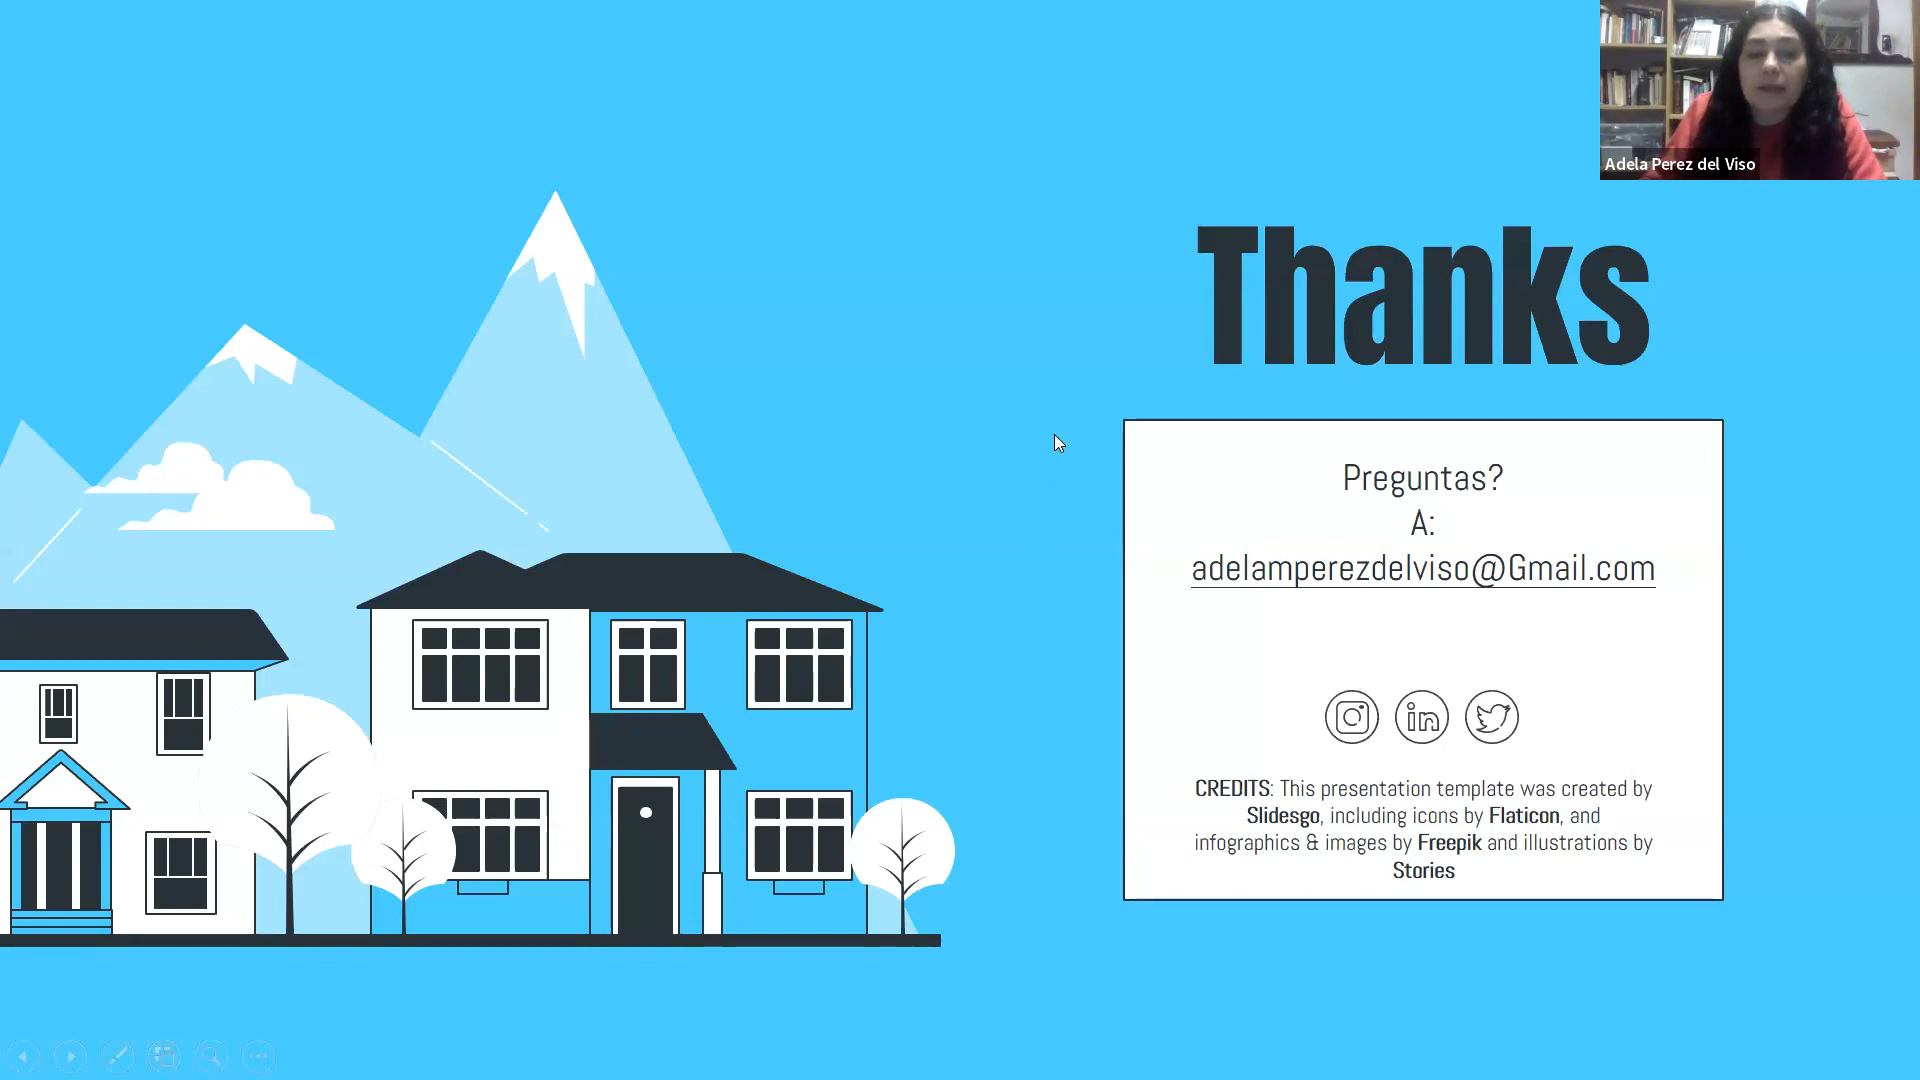 Adela Perez del Viso
Thanks
Preguntas?
A:
adelamperezdelviso@Gmail.com
CREDITS: This presentation template was created by
Slidesgo, including icons by Flaticon, and
infographics & images by Freepik and illustrations by
Stories